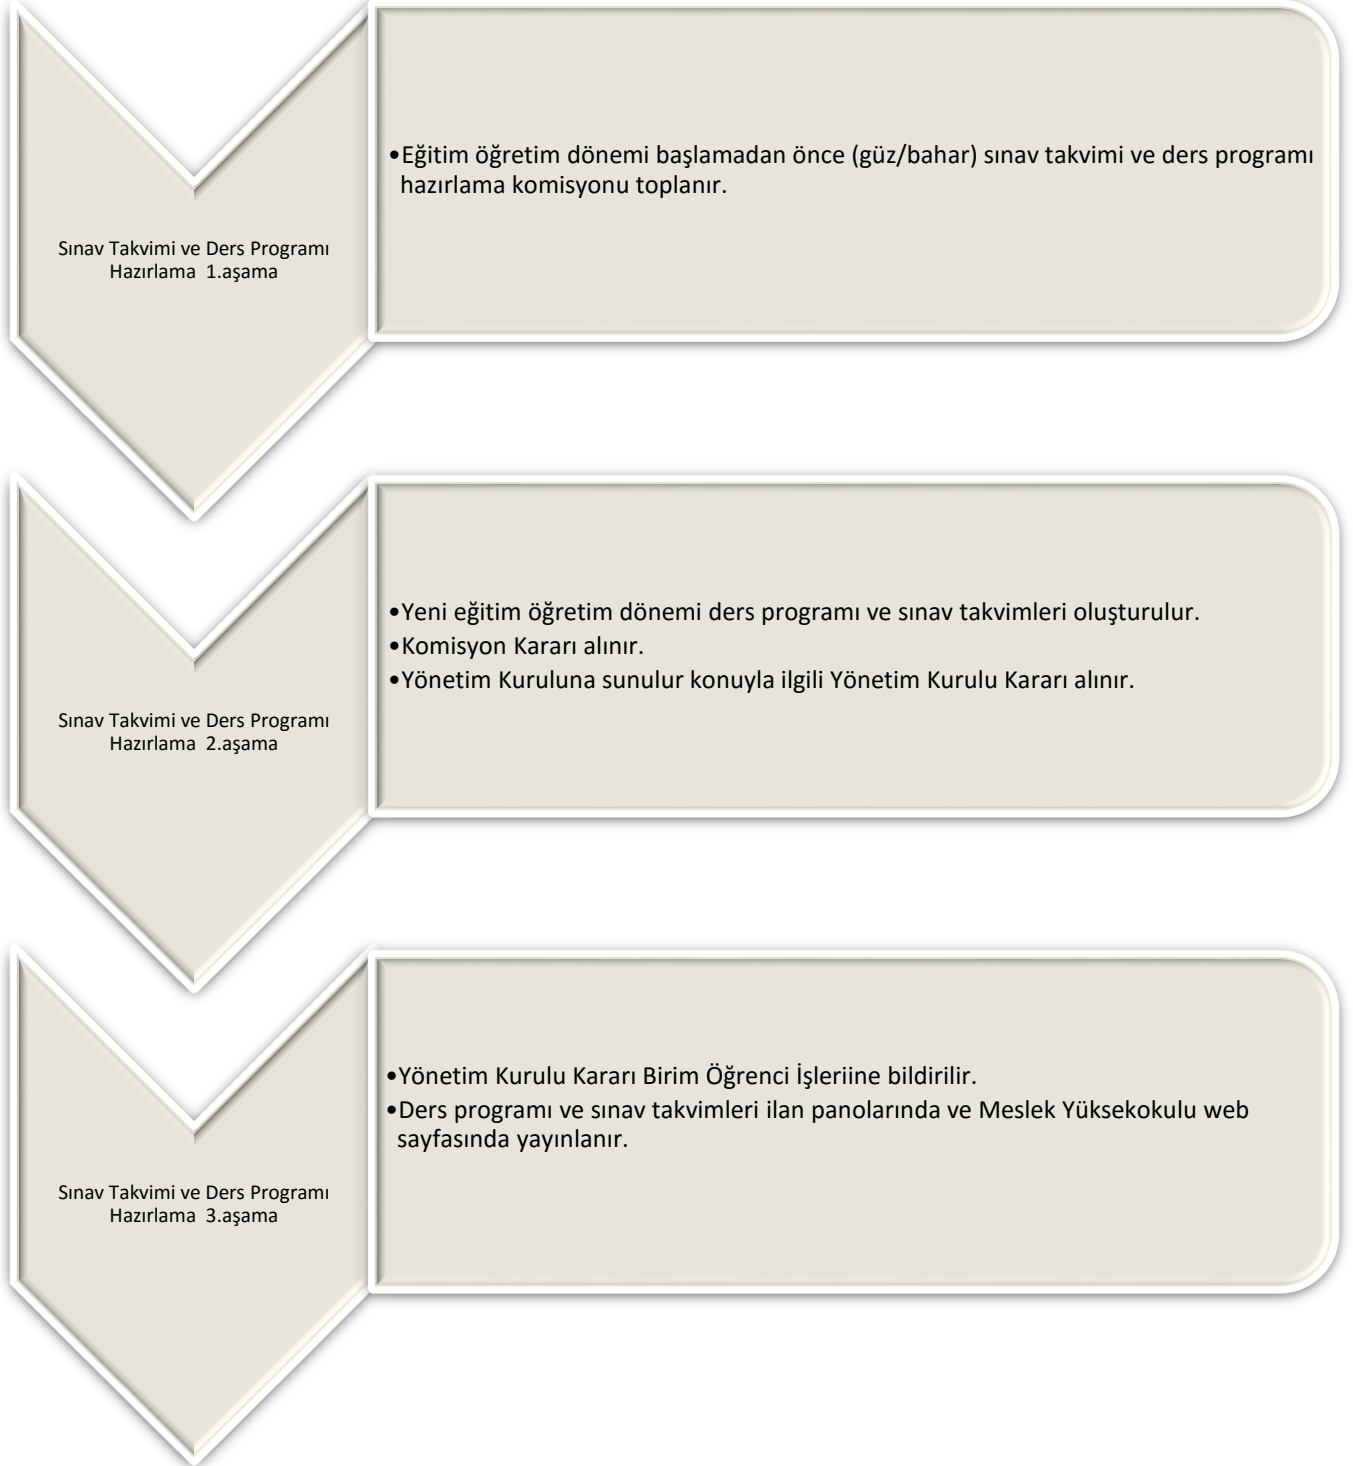 Sınav Takvimi ve Ders Programı
Hazırlama 1.aşama
•Eğitim öğretim dönemi başlamadan önce (güz/bahar) sınav takvimi ve ders programı
hazırlama komisyonu toplanır.
Sınav Takvimi ve Ders Programı
Hazırlama 2.aşama
•Yeni eğitim öğretim dönemi ders programı ve sınav takvimleri oluşturulur.
•Komisyon Kararı alınır.
•Yönetim Kuruluna sunulur konuyla ilgili Yönetim Kurulu Kararı alınır.
Sınav Takvimi ve Ders Programı
Hazırlama 3.aşama
•Yönetim Kurulu Kararı Birim Öğrenci İşleriine bildirilir.
•Ders programı ve sınav takvimleri ilan panolarında ve Meslek Yüksekokulu web
sayfasında yayınlanır.